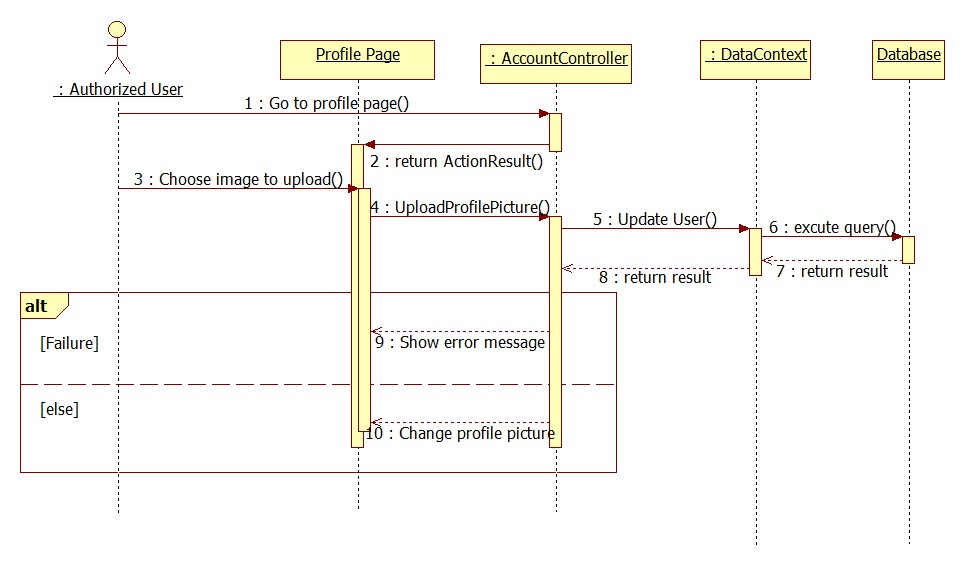 Profile Page
: AccountController
: DataContext
Database
: Authorized User
1 : Go to profile page()
2 : return ActionResult()
3 : Choose image to upload()
4 : UploadProfilePicture()
5 : Update User()
6 : excute query()
7 : return result
8 : return result
alt
[Failure]
9 : Show error message
[else]
10 : Change profile picture